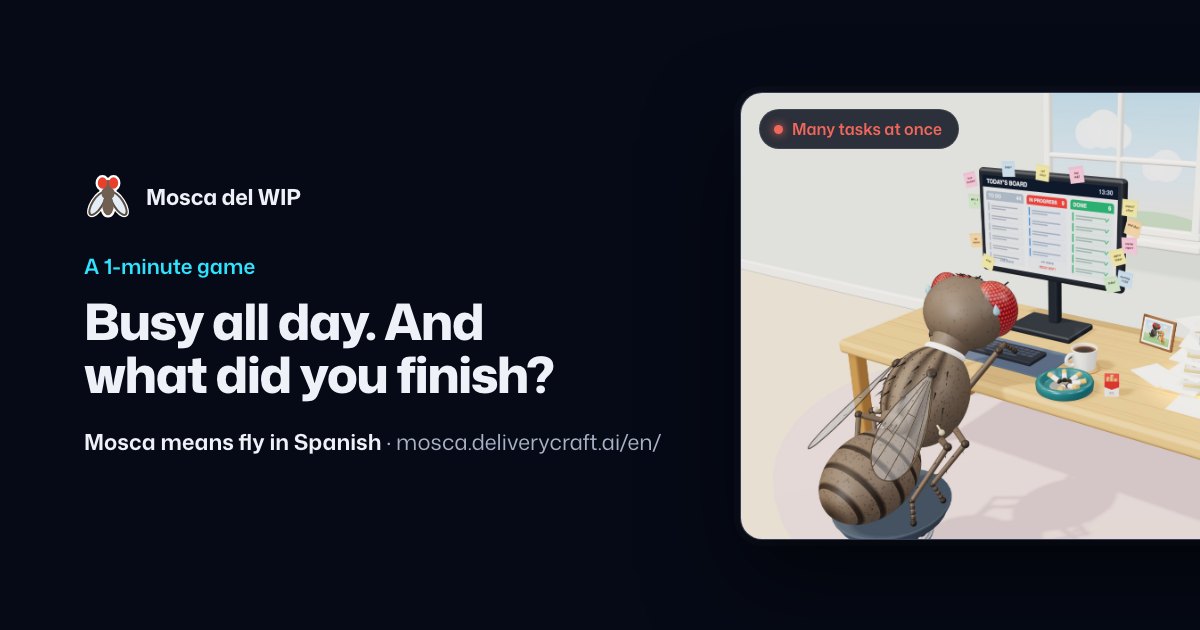 Mosca del WIP
A 1-minute game
Busy all day. And
what did you finish?
Mosca means fly in Spanish · mosca.deliverycraft.ai/en/
Many tasks at once
TODAY'S BOARD
13:30
IN PROGRESS
DONE